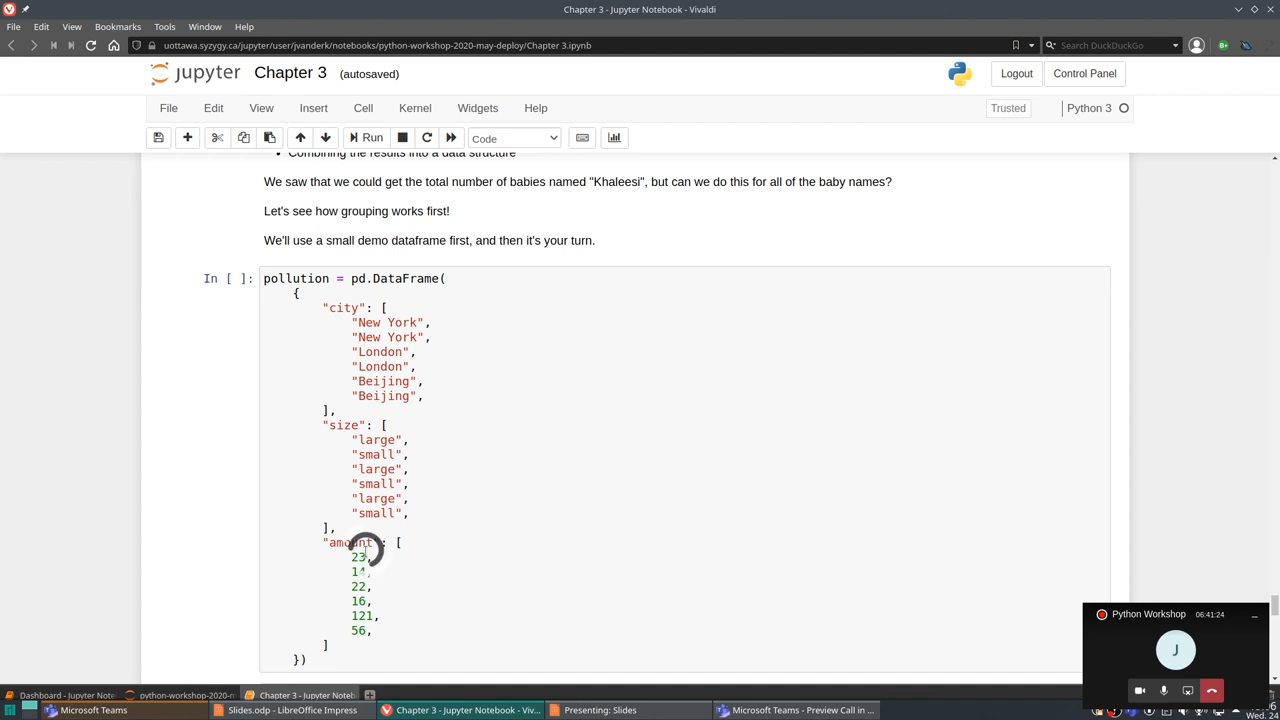 Chapter 3 - Jupyter Notebook - Vivaldi
File Edit View Bookmarks Tools Window Help
uottawa.syzygy.ca/jupyter/user/jvanderk/notebooks/python-workshop-2020-may-deploy/Chapter 3.ipynb
Search DuckDuckGo
jupyter Chapter 3 (autosaved)
Logout Control Panel
File Edit View Insert Cell Kernel Widgets Help
Trusted Python 3
Run Code
• Combining the results into a data structure
We saw that we could get the total number of babies named "Khaleesi", but can we do this for all of the baby names?
Let's see how grouping works first!
We'll use a small demo dataframe first, and then it's your turn.
In [ ]: pollution = pd.DataFrame(
{
"city": [
"New York",
"New York",
"London",
"London",
"Beijing",
"Beijing",
],
"size": [
"large",
"small",
"large",
"small",
"large",
"small",
],
"amount": [
23,
14,
22,
16,
121,
56,
]
})
Python Workshop 06:41:24
J
Dashboard - Jupyter Note
python-workshop-2020-m
Chapter 3 - Jupyter Noteb
Microsoft Teams
Slides.odp - LibreOffice Impress
Chapter 3 - Jupyter Notebook - Viv...
Presenting: Slides
Microsoft Teams - Preview Call in ...
Wed. 24